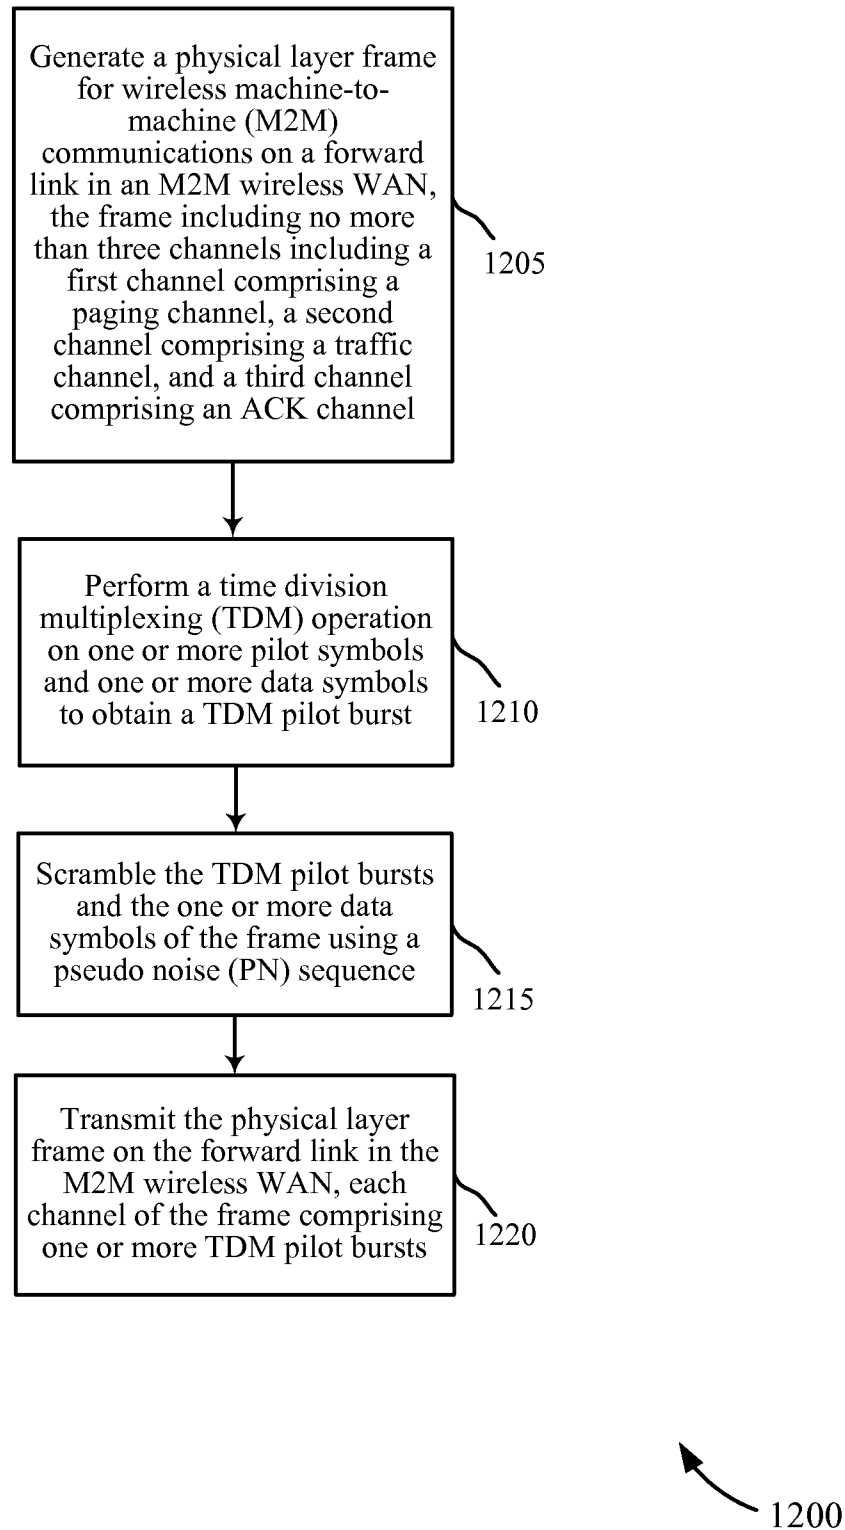 Generate a physical layer frame
for wireless machine-to-
machine (M2M)
communications on a forward
link in an M2M wireless WAN,
the frame including no more
than three channels including a
first channel comprising a
paging channel, a second
channel comprising a traffic
channel, and a third channel
comprising an ACK channel
1205
Perform a time division
multiplexing (TDM) operation
on one or more pilot symbols
and one or more data symbols
to obtain a TDM pilot burst
1210
Scramble the TDM pilot bursts
and the one or more data
symbols of the frame using a
pseudo noise (PN) sequence
1215
Transmit the physical layer
frame on the forward link in the
M2M wireless WAN, each
channel of the frame comprising
one or more TDM pilot bursts
1220
1200